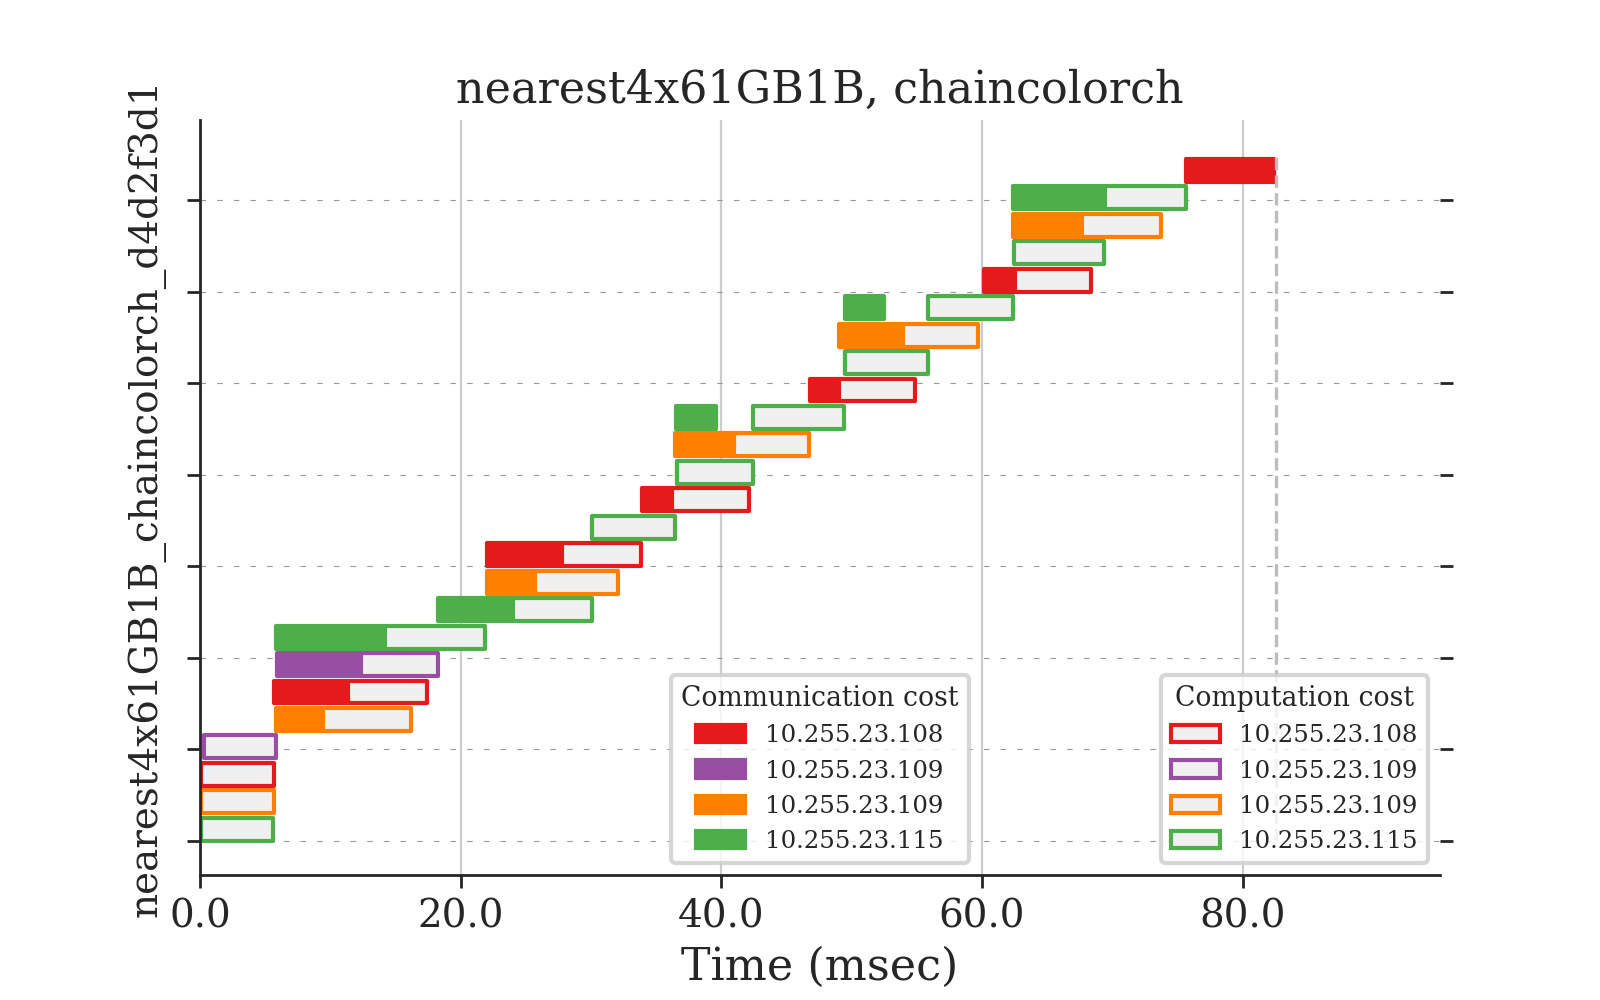 nearest4x61GB1B, chaincolorch
nearest4x61GB1B_chaincolorch_d4d2f3d1
Communication cost
10.255.23.108
10.255.23.109
10.255.23.109
10.255.23.115
Computation cost
10.255.23.108
10.255.23.109
10.255.23.109
10.255.23.115
0.0 20.0 40.0 60.0 80.0
Time (msec)